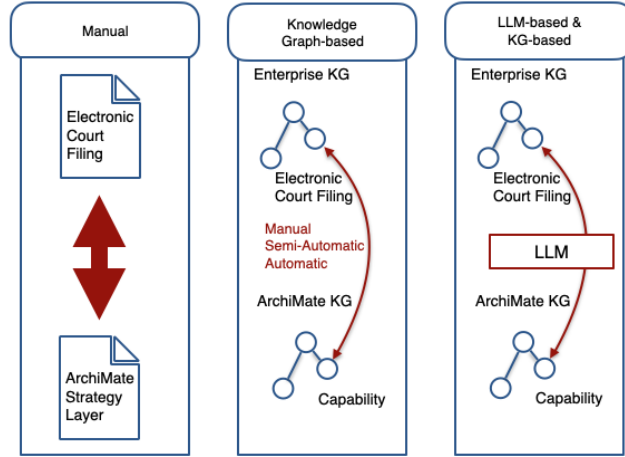 Manual
Electronic
Court
Filing
ArchiMate
Strategy
Layer
Knowledge
Graph-based
Enterprise KG
Electronic
Court Filing
Manual
Semi-Automatic
Automatic
ArchiMate KG
Capability
LLM-based &
KG-based
Enterprise KG
Electronic
Court Filing
LLM
ArchiMate KG
Capability